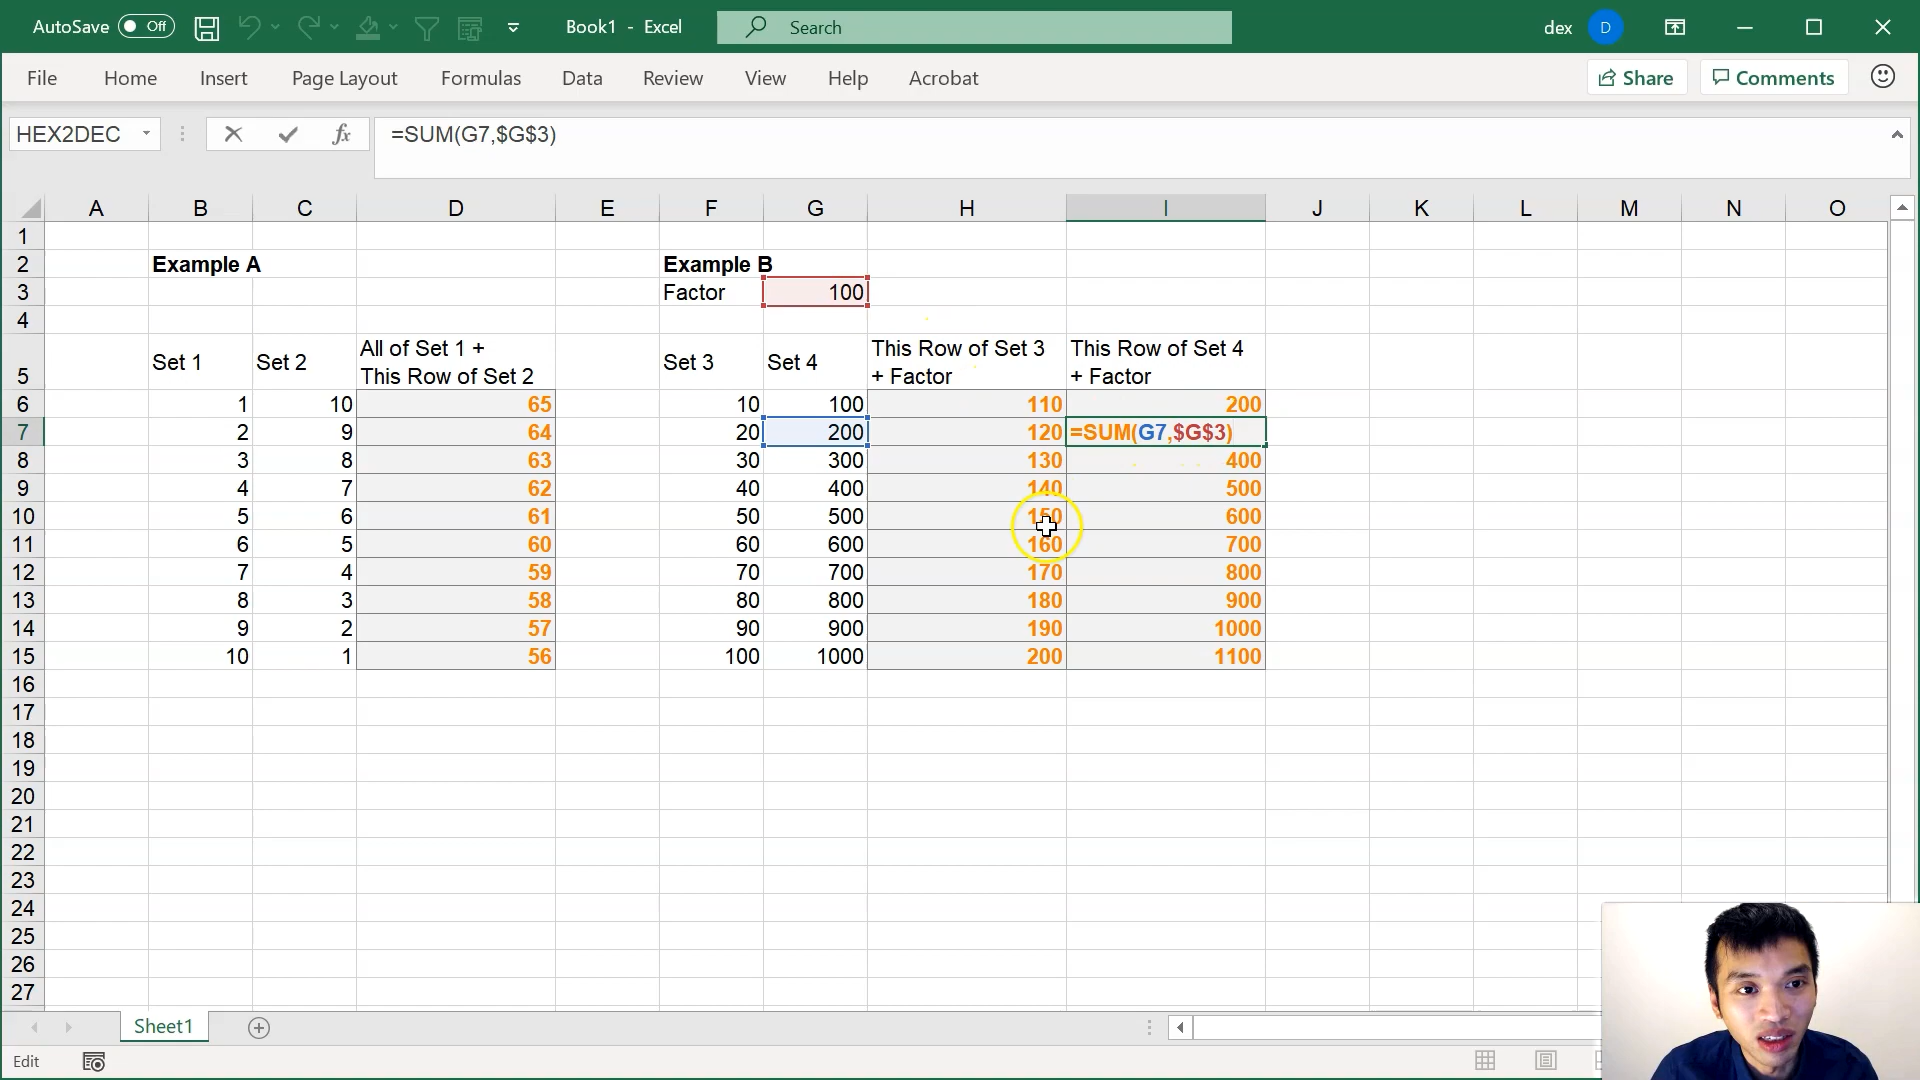 AutoSave Off Book1 - Excel Search dex D
File Home Insert Page Layout Formulas Data Review View Help Acrobat Share Comments
HEX2DEC fx =SUM(G7,$G$3)
A B C D E F G H I J K L M N O
1
2 Example A Example B
3 Factor 100
4
5 Set 1 Set 2 All of Set 1 + This Row of Set 2 Set 3 Set 4 This Row of Set 3 + Factor This Row of Set 4 + Factor
6 1 10 65 10 100 110 200
7 2 9 64 20 200 120 =SUM(G7,$G$3)
8 3 8 63 30 300 130 400
9 4 7 62 40 400 140 500
10 5 6 61 50 500 150 600
11 6 5 60 60 600 160 700
12 7 4 59 70 700 170 800
13 8 3 58 80 800 180 900
14 9 2 57 90 900 190 1000
15 10 1 56 100 1000 200 1100
16
17
18
19
20
21
22
23
24
25
26
27
Sheet1
Edit